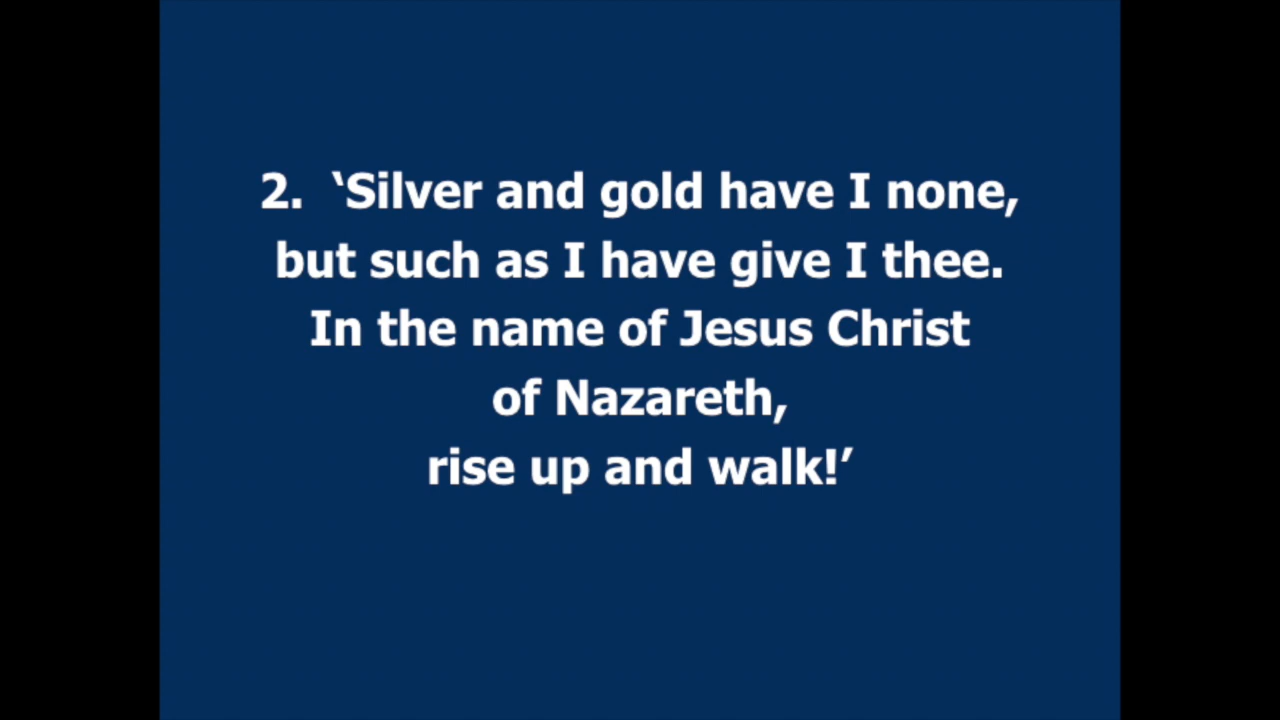 2.  ‘Silver and gold have I none,
but such as I have give I thee.
In the name of Jesus Christ
of Nazareth,
rise up and walk!’